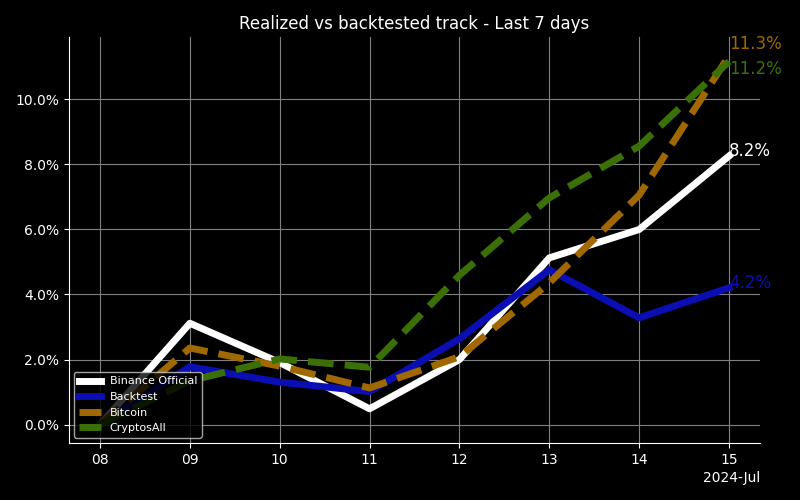 Realized vs backtested track - Last 7 days
11.3%
11.2%
10.0%
8.2%
8.0%
6.0%
4.2%
4.0%
2.0%
0.0%
Binance Official
Backtest
Bitcoin
CryptosAll
08 09 10 11 12 13 14 15
2024-Jul